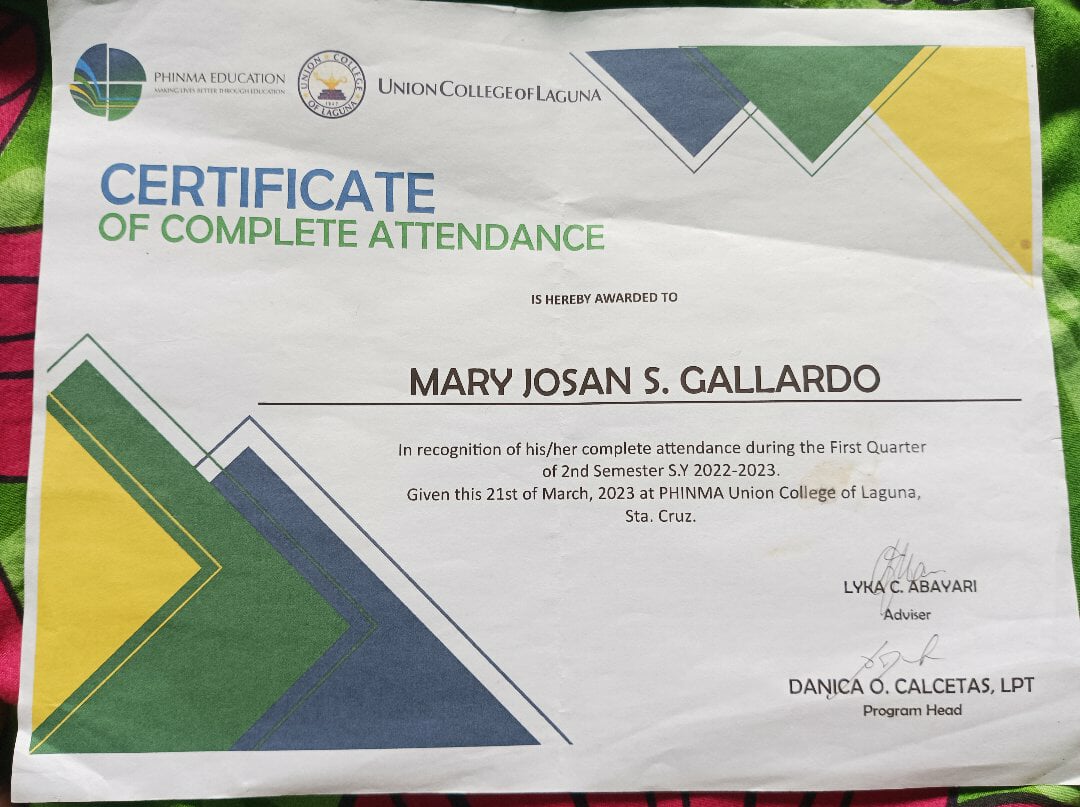 PHINMA EDUCATION
MAKING LIVES BETTER THROUGH EDUCATION
UNION COLLEGE OF LAGUNA
1917
UNION COLLEGE OF LAGUNA
CERTIFICATE
OF COMPLETE ATTENDANCE
IS HEREBY AWARDED TO
MARY JOSAN S. GALLARDO
In recognition of his/her complete attendance during the First Quarter
of 2nd Semester S.Y 2022-2023.
Given this 21st of March, 2023 at PHINMA Union College of Laguna,
Sta. Cruz.
LYKA C. ABAYARI
Adviser
DANICA O. CALCETAS, LPT
Program Head